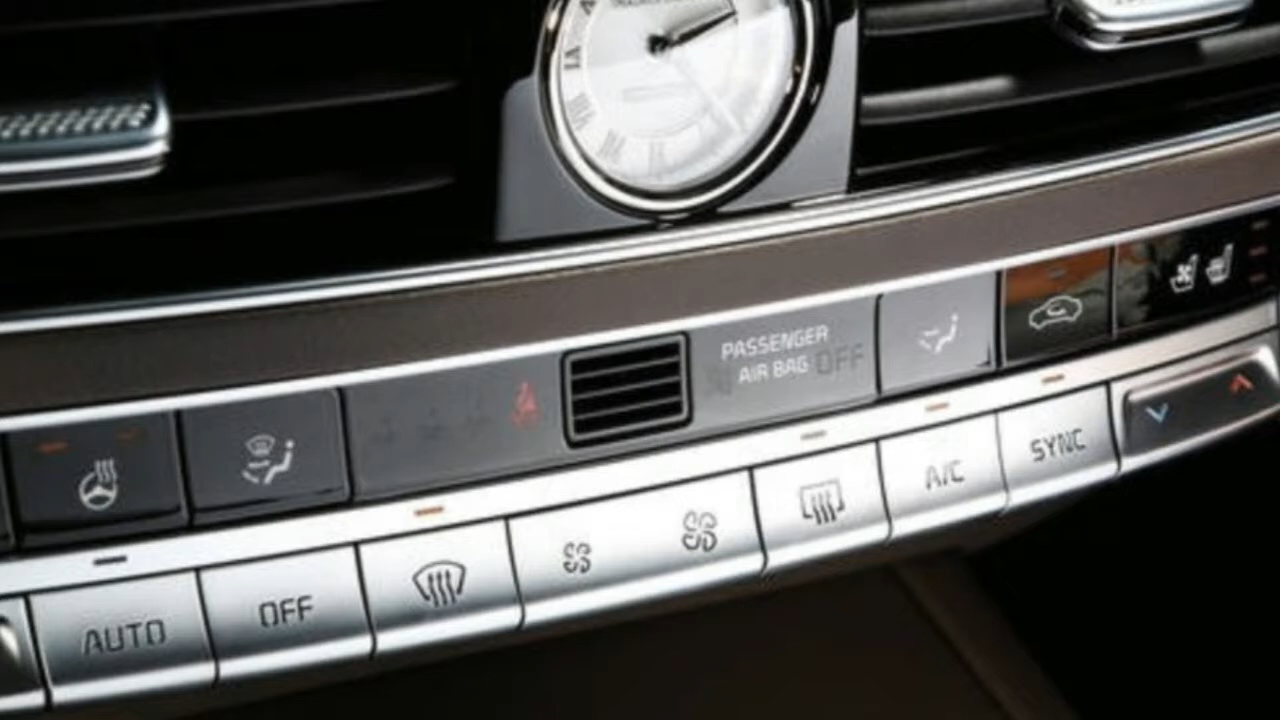 PASSENGER
AIR BAG OFF
AUTO
OFF
A/C
SYNC